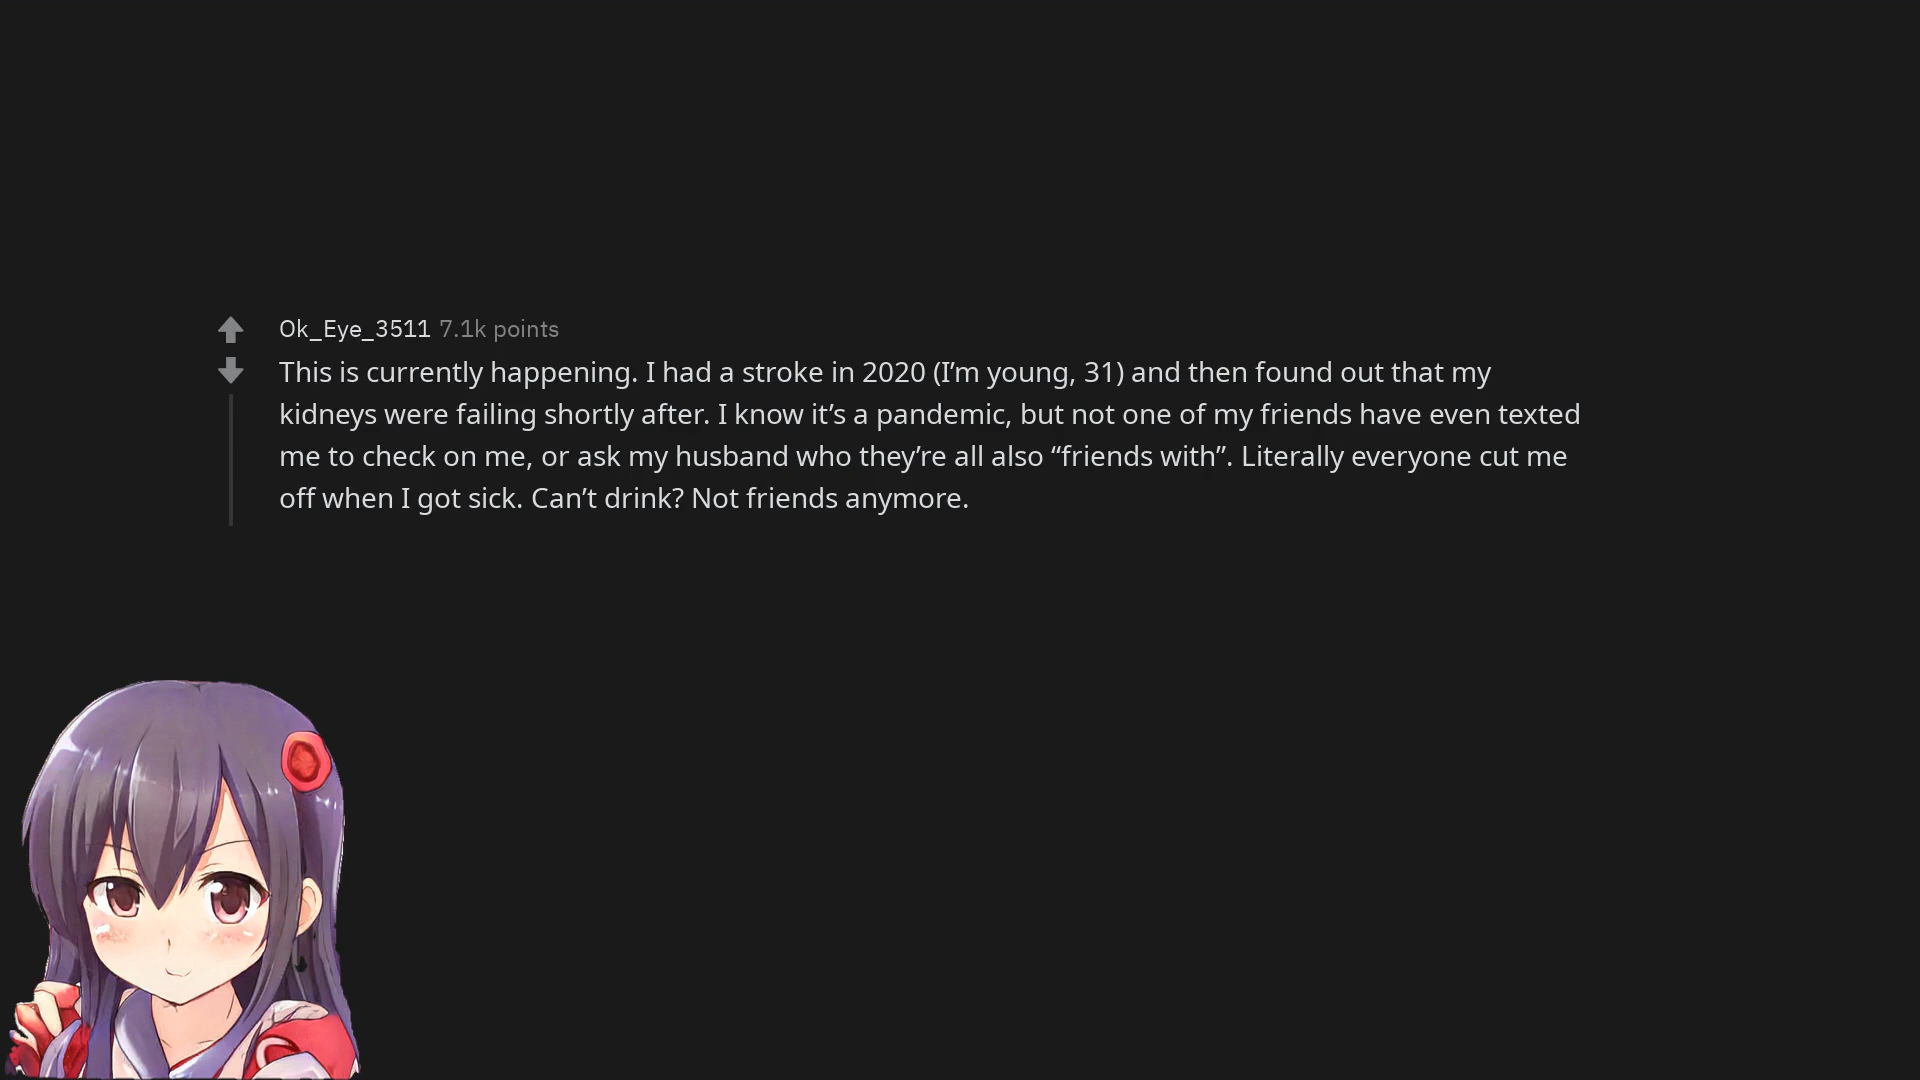 Ok_Eye_3511 7.1k points
This is currently happening. I had a stroke in 2020 (I’m young, 31) and then found out that my
kidneys were failing shortly after. I know it’s a pandemic, but not one of my friends have even texted
me to check on me, or ask my husband who they’re all also “friends with”. Literally everyone cut me
off when I got sick. Can’t drink? Not friends anymore.